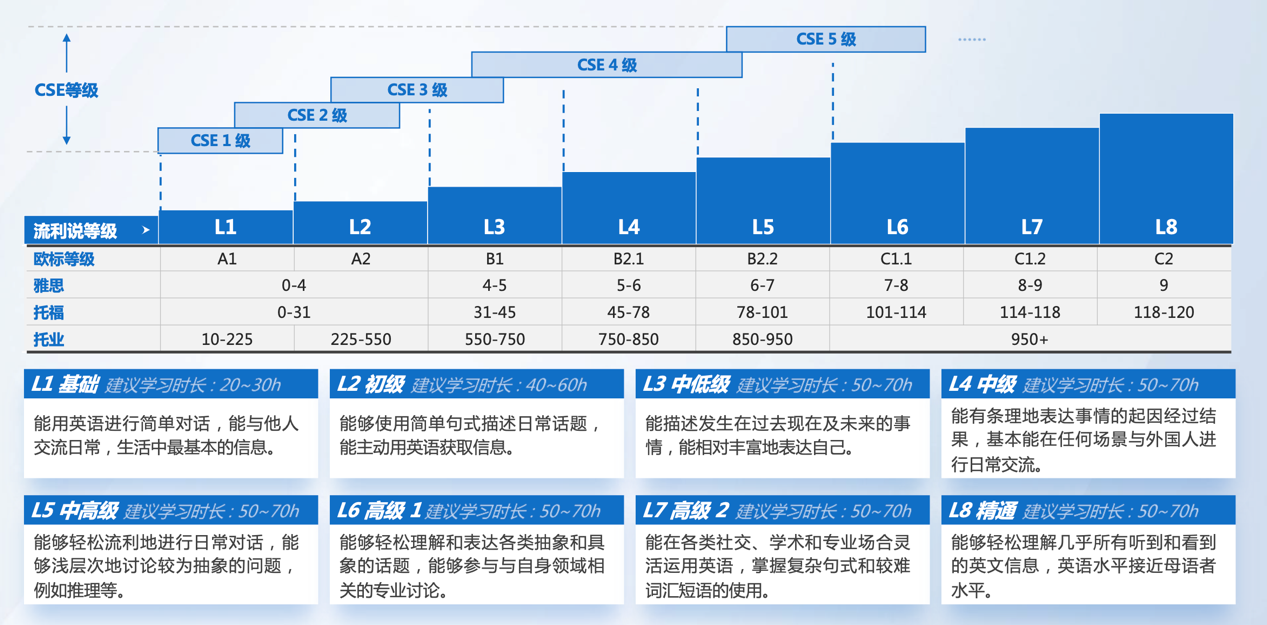 CSE等级
CSE 5 级
······
CSE 4 级
CSE 3 级
CSE 2 级
CSE 1 级
流利说等级 L1 L2 L3 L4 L5 L6 L7 L8
欧标等级 A1 A2 B1 B2.1 B2.2 C1.1 C1.2 C2
雅思 0-4 4-5 5-6 6-7 7-8 8-9 9
托福 0-31 31-45 45-78 78-101 101-114 114-118 118-120
托业 10-225 225-550 550-750 750-850 850-950 950+
L1 基础 建议学习时长：20~30h
能用英语进行简单对话，能与他人
交流日常，生活中最基本的信息。
L2 初级 建议学习时长：40~60h
能够使用简单句式描述日常话题，
能主动用英语获取信息。
L3 中低级 建议学习时长：50~70h
能描述发生在过去现在及未来的事
情，能相对丰富地表达自己。
L4 中级 建议学习时长：50~70h
能有条理地表达事情的起因经过结
果，基本能在任何场景与外国人进
行日常交流。
L5 中高级 建议学习时长：50~70h
能够轻松流利地进行日常对话，能
够浅层次地讨论较为抽象的问题，
例如推理等。
L6 高级 1 建议学习时长：50~70h
能够轻松理解和表达各类抽象和具
象的话题，能够参与与自身领域相
关的专业讨论。
L7 高级 2 建议学习时长：50~70h
能在各类社交、学术和专业场合灵
活运用英语，掌握复杂句式和较难
词汇短语的使用。
L8 精通 建议学习时长：50~70h
能够轻松理解几乎所有听到和看到
的英文信息，英语水平接近母语者
水平。